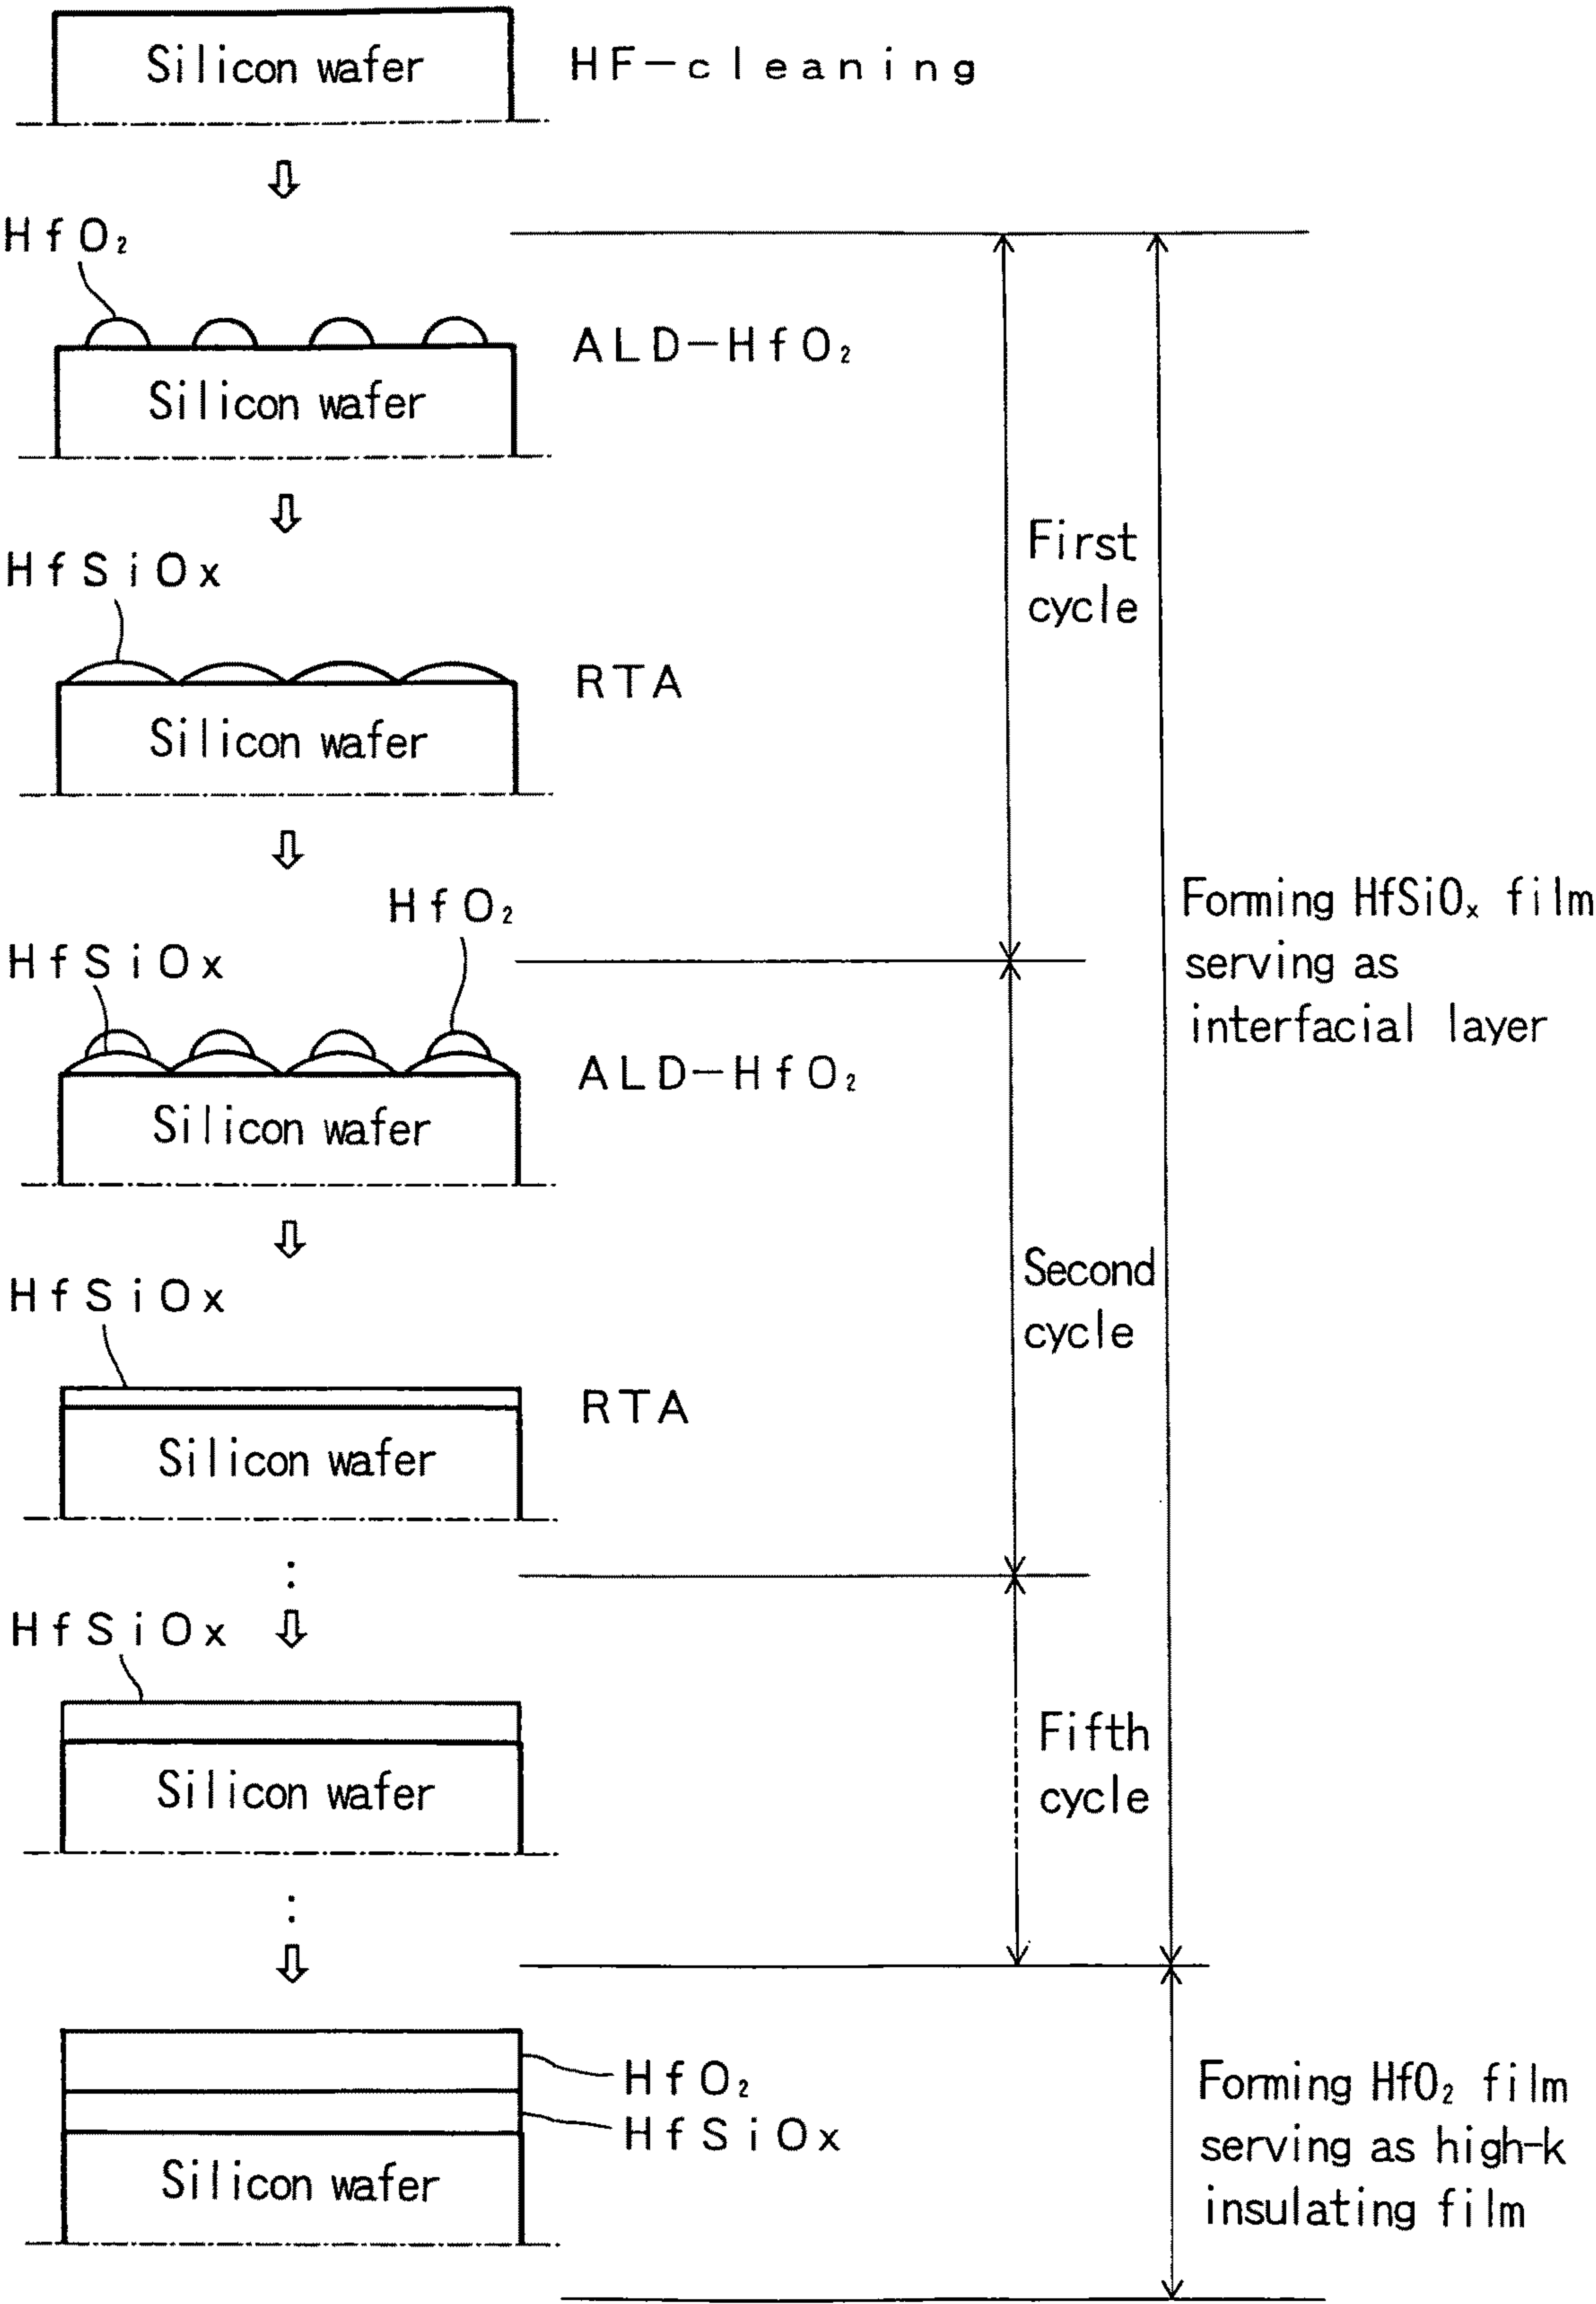 Silicon wafer
HF-cleaning
HfO₂
ALD-HfO₂
Silicon wafer
First
cycle
HfSiOx
RTA
Silicon wafer
HfO₂
HfSiOx
Forming HfSiOₓ film
serving as
interfacial layer
ALD-HfO₂
Silicon wafer
Second
cycle
HfSiOx
RTA
Silicon wafer
HfSiOx
Fifth
cycle
Silicon wafer
HfO₂
HfSiOx
Silicon wafer
Forming HfO₂ film
serving as high-k
insulating film